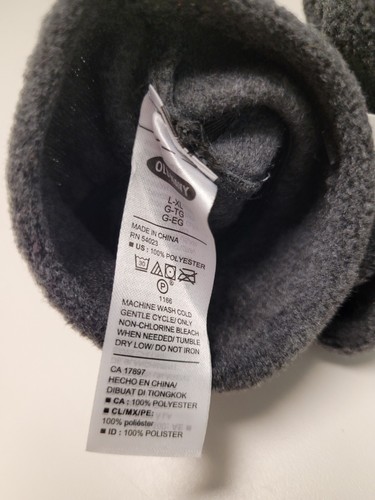 OLD NAVY
L-XL
G-TG
G-EG
MADE IN CHINA
RN 54023
■ US : 100% POLYESTER
30
P
1166
MACHINE WASH COLD
GENTLE CYCLE/ ONLY
NON-CHLORINE BLEACH
WHEN NEEDED/ TUMBLE
DRY LOW/ DO NOT IRON
CA 17897
HECHO EN CHINA/
DIBUAT DI TIONGKOK
■ CA : 100% POLYESTER
■ CL/MX/PE:
100% poliéster
■ ID : 100% POLISTER